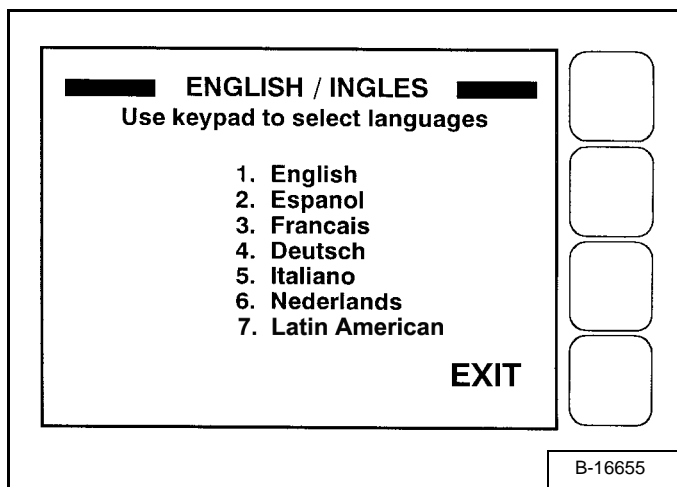 ENGLISH / INGLES
Use keypad to select languages
1. English
2. Espanol
3. Francais
4. Deutsch
5. Italiano
6. Nederlands
7. Latin American
EXIT
B-16655